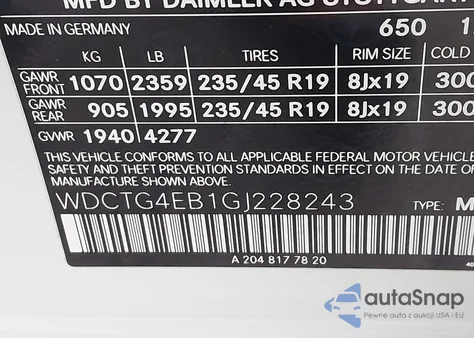 MFD BY DAIMLER AG STUTTGART
MADE IN GERMANY 650
KG LB TIRES RIM SIZE COLD
GAWR FRONT 1070 2359 235/45 R19 8Jx19 300
GAWR REAR 905 1995 235/45 R19 8Jx19 300
GVWR 1940 4277
THIS VEHICLE CONFORMS TO ALL APPLICABLE FEDERAL MOTOR VEHICLE
SAFETY AND THEFT PREVENTION STANDARDS IN EFFECT ON THE DATE
MANUFACTURE SHOWN ABOVE.
WDCTG4EB1GJ228243
TYPE: M
A 204 817 78 20
40
autoSnap
Pewne auta z aukcji USA i EU